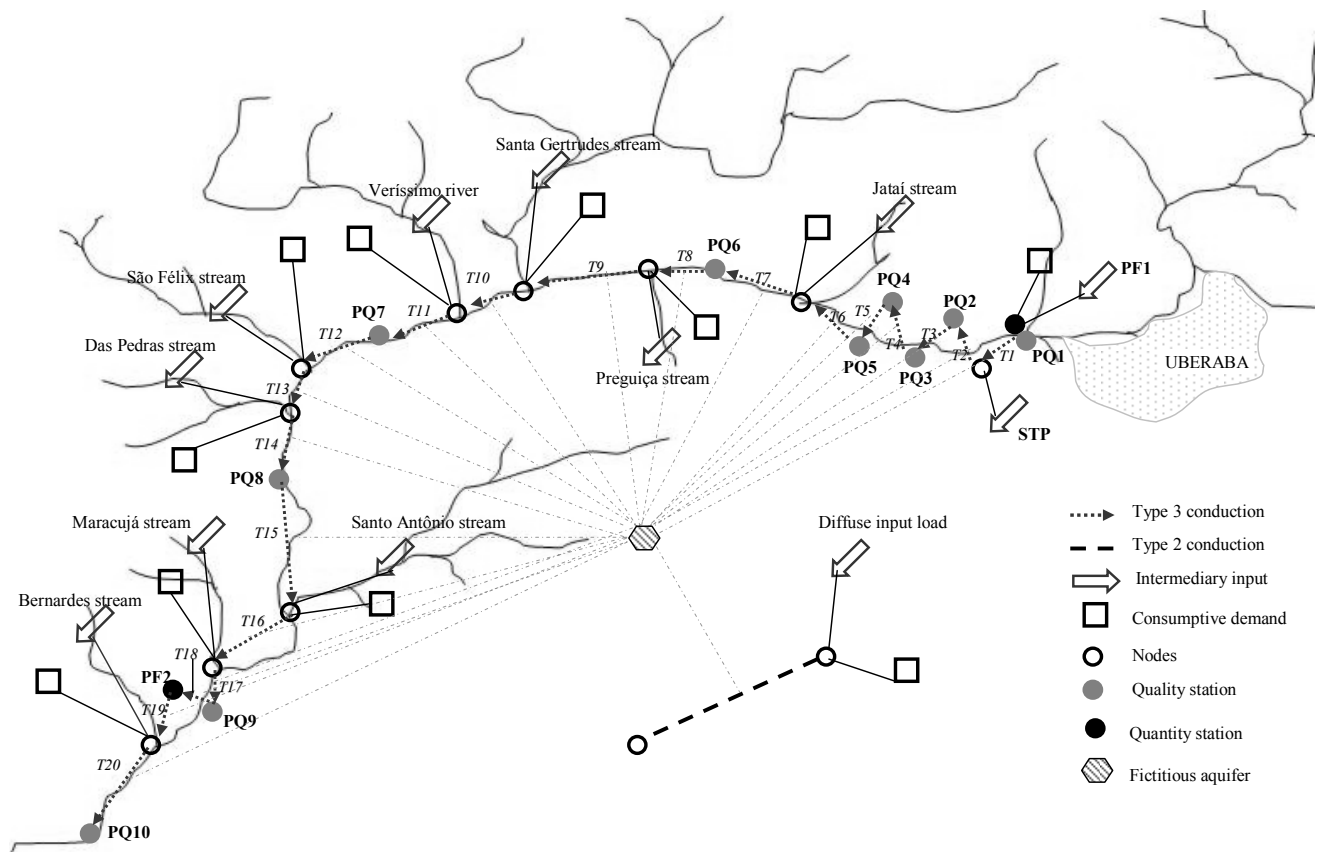 Santa Gertrudes stream
Veríssimo river
Jataí stream
PF1
São Félix stream
PQ6
PQ4
PQ2
T10
T9
T8
T7
T5
T6
T4
T3
T2
T1
PQ7
T11
T12
PQ5
PQ3
PQ1
UBERABA
Das Pedras stream
Preguiça stream
T13
STP
T14
PQ8
Maracujá stream
Santo Antônio stream
T15
Diffuse input load
Type 3 conduction
Type 2 conduction
Intermediary input
Consumptive demand
Nodes
Quality station
Quantity station
Fictitious aquifer
Bernardes stream
T16
T18
PF2
T17
T19
PQ9
T20
PQ10